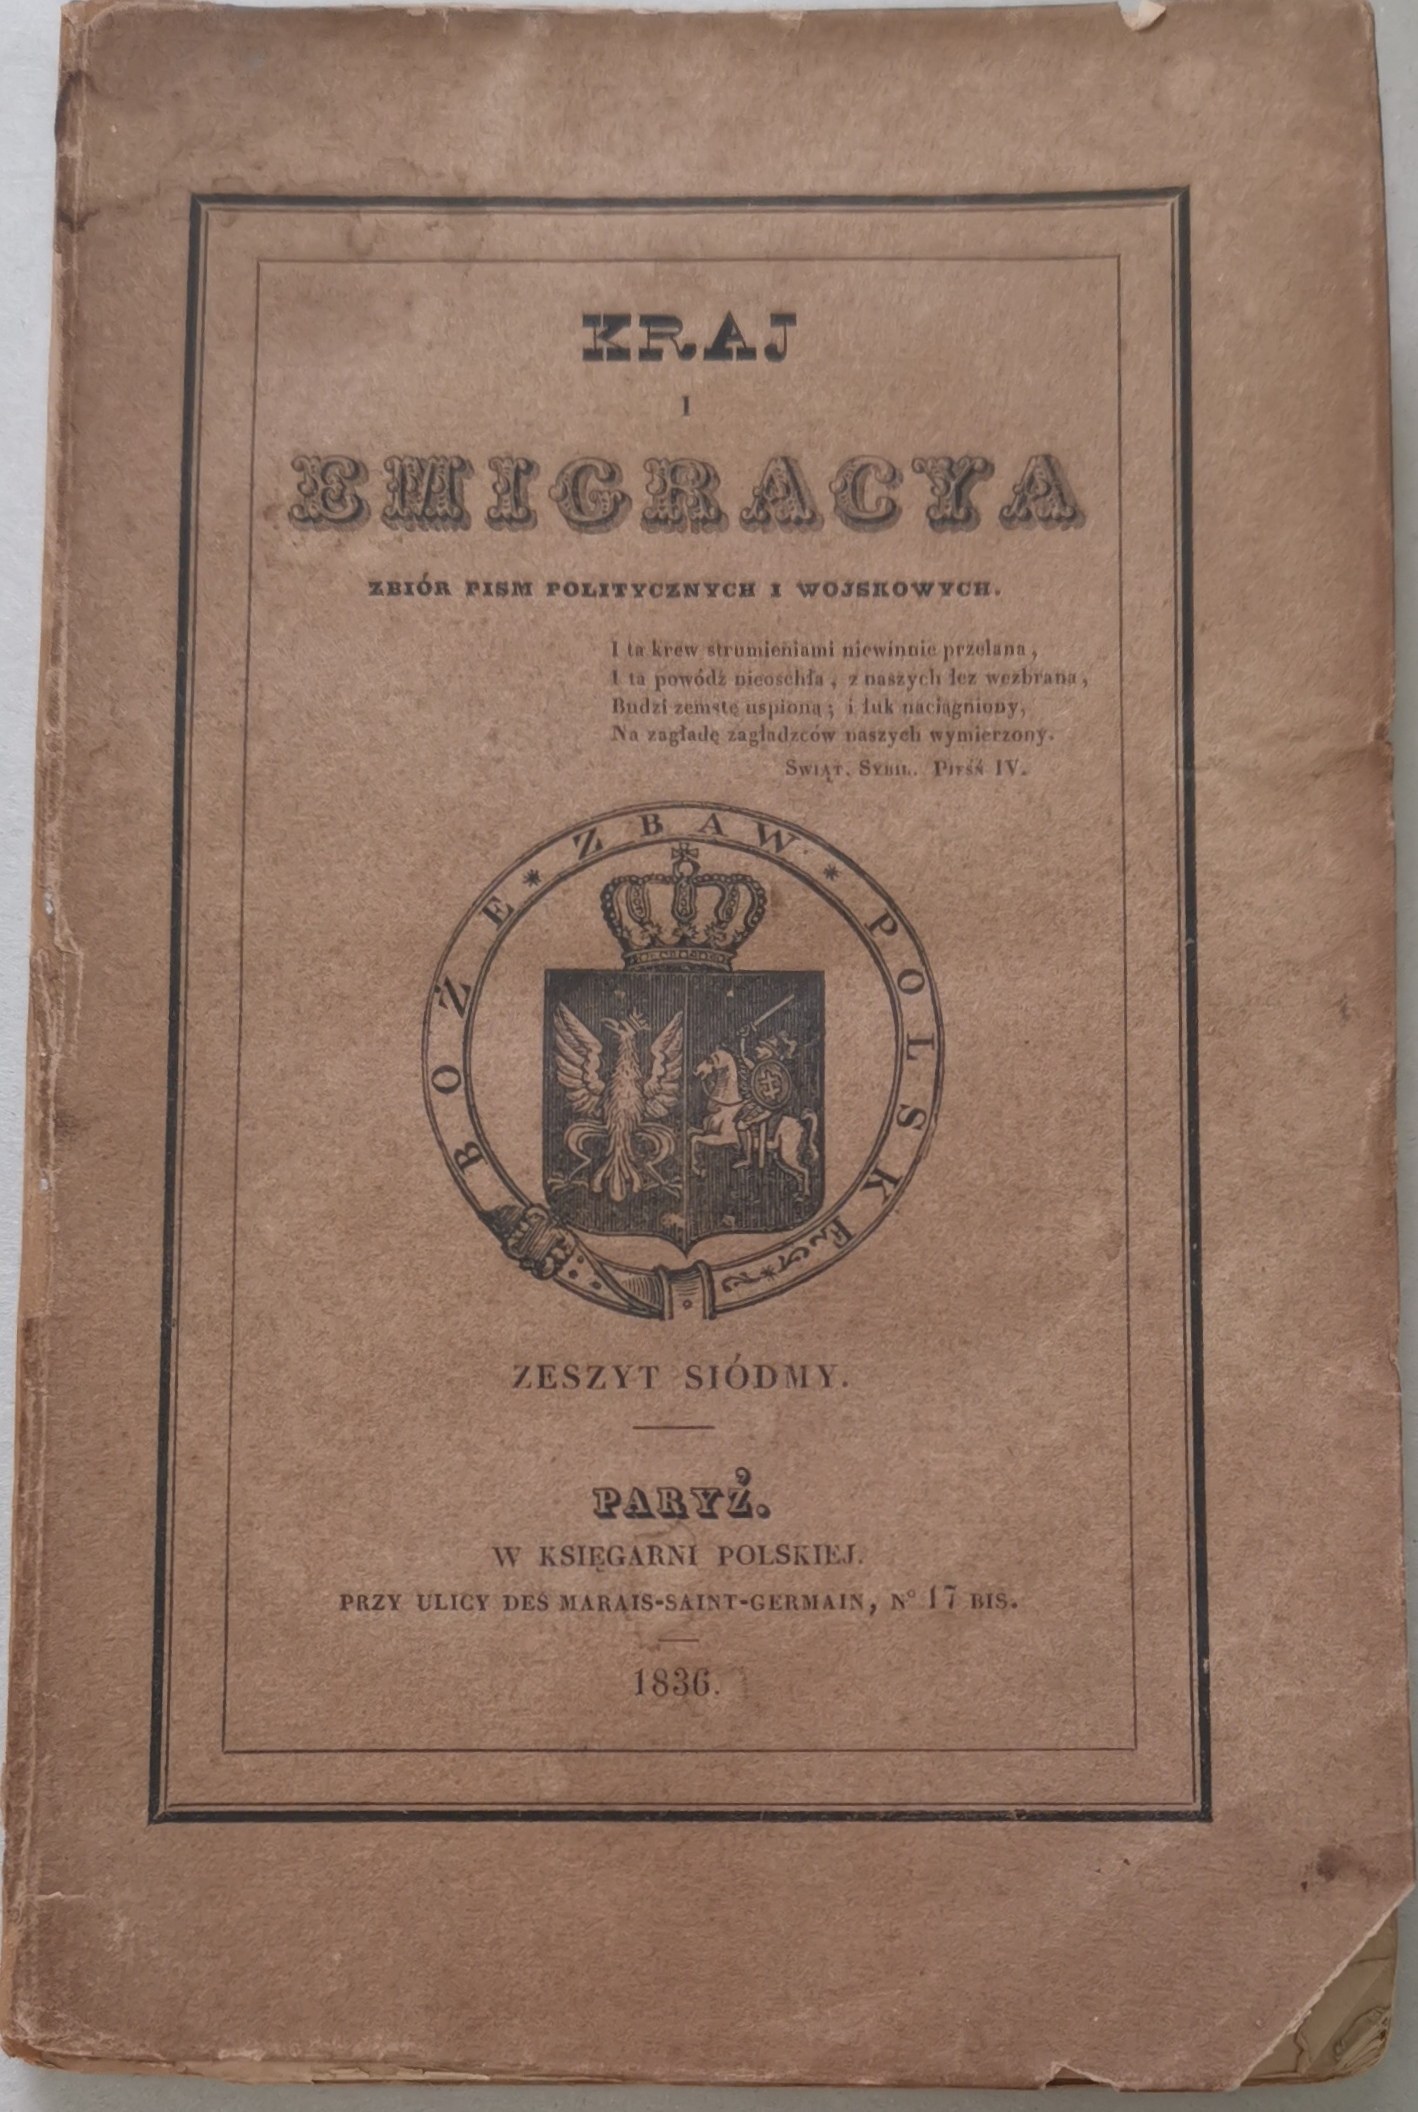 KRAJ
I
EMIGRACYA
ZBIÓR PISM POLITYCZNYCH I WOJSKOWYCH.
I ta krew strumieniami niewinnie przelana,
I ta powódź nieoschła, z naszych łez wezbrana,
Budzi zemstę uspioną; i łuk naciągniony,
Na zagładę zagładzców naszych wymierzony.
SWIĄT. SYBIL. PIEŚŃ IV.
BOŻE * ZBAW * POLSKĘ
ZESZYT SIÓDMY.
PARYŻ.
W KSIĘGARNI POLSKIEJ.
PRZY ULICY DES MARAIS-SAINT-GERMAIN, N° 17 BIS.
1836.